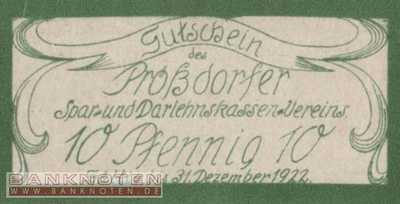 Gutschein
des
Proßdorfer
Spar- und Darlehnskassen-Vereins.
10 Pfennig 10
31. Dezember 1922.
BANKNOTEN
WWW.BANKNOTEN.DE